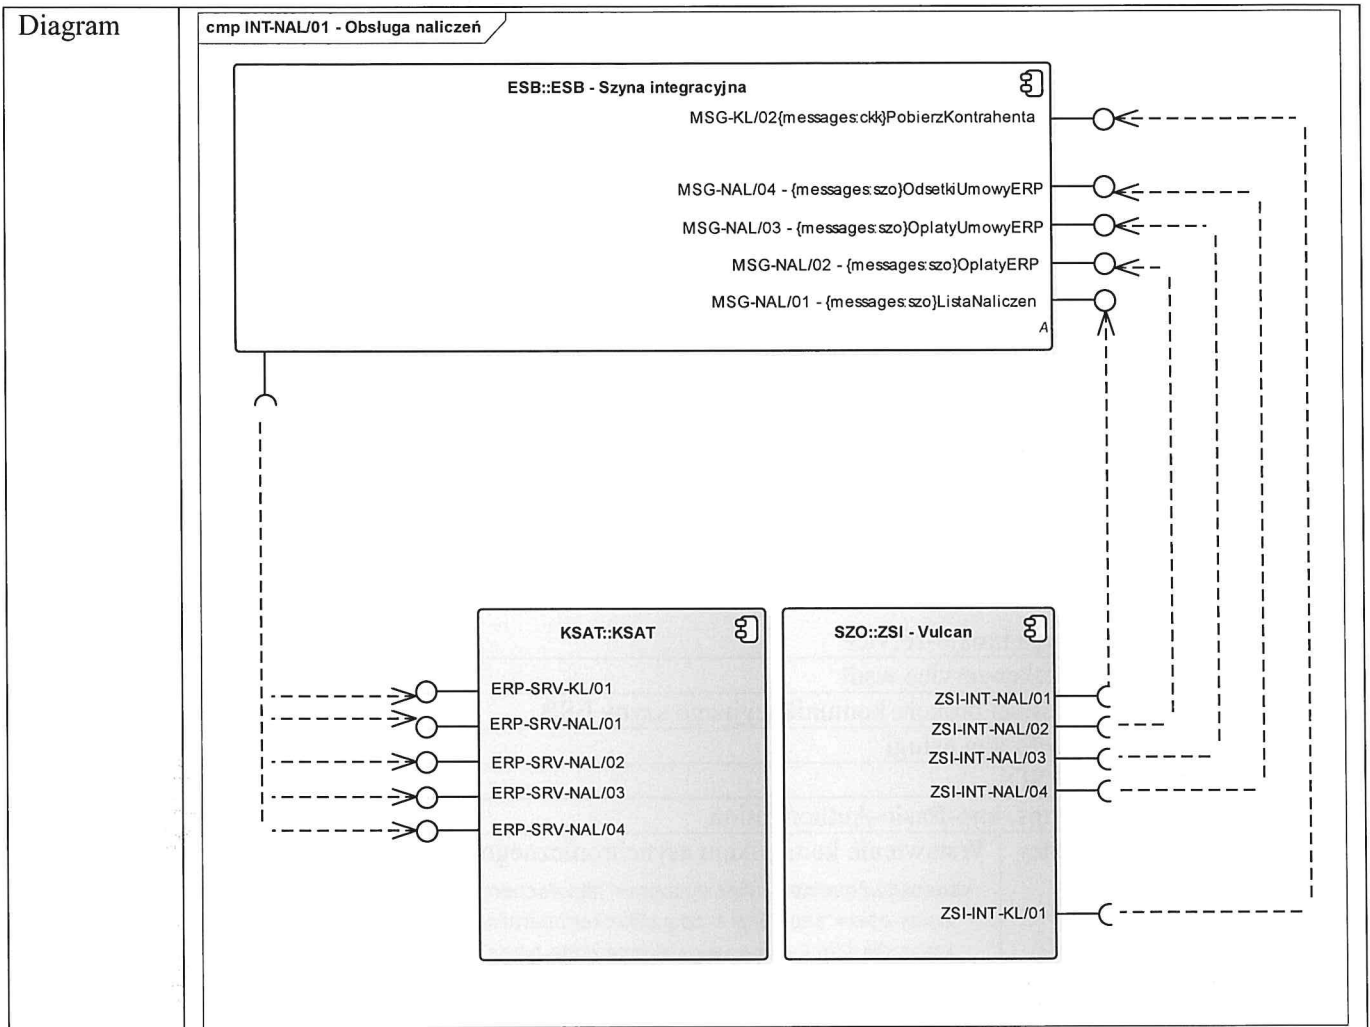 Diagram
cmp INT-NAL/01 - Obsługa naliczeń
ESB::ESB - Szyna integracyjna
MSG-KL/02{messages:ckk}PobierzKontrahenta
MSG-NAL/04 - {messages:szo}OdsetkiUmowyERP
MSG-NAL/03 - {messages:szo}OplatyUmowyERP
MSG-NAL/02 - {messages:szo}OplatyERP
MSG-NAL/01 - {messages:szo}ListaNaliczen
A
KSAT::KSAT
ERP-SRV-KL/01
ERP-SRV-NAL/01
ERP-SRV-NAL/02
ERP-SRV-NAL/03
ERP-SRV-NAL/04
SZO::ZSI - Vulcan
ZSI-INT-NAL/01
ZSI-INT-NAL/02
ZSI-INT-NAL/03
ZSI-INT-NAL/04
ZSI-INT-KL/01